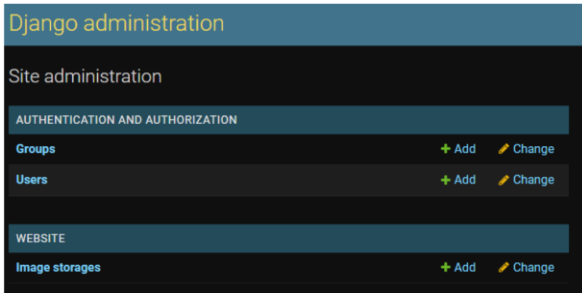 Django administration
Site administration
AUTHENTICATION AND AUTHORIZATION
Groups + Add Change
Users + Add Change
WEBSITE
Image storages + Add Change